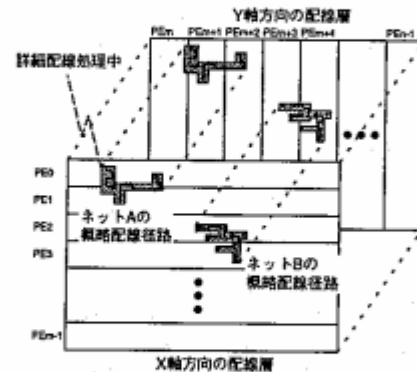 Y軸方向の配線層
PEm PEm+1 PEm+2 PEm+3 PEm+4 PEn-1
詳細配線処理中
PE0
PE1
PE2
PE3
ネットAの
概略配線径路
ネットBの
概略配線径路
PEm-1
X軸方向の配線層